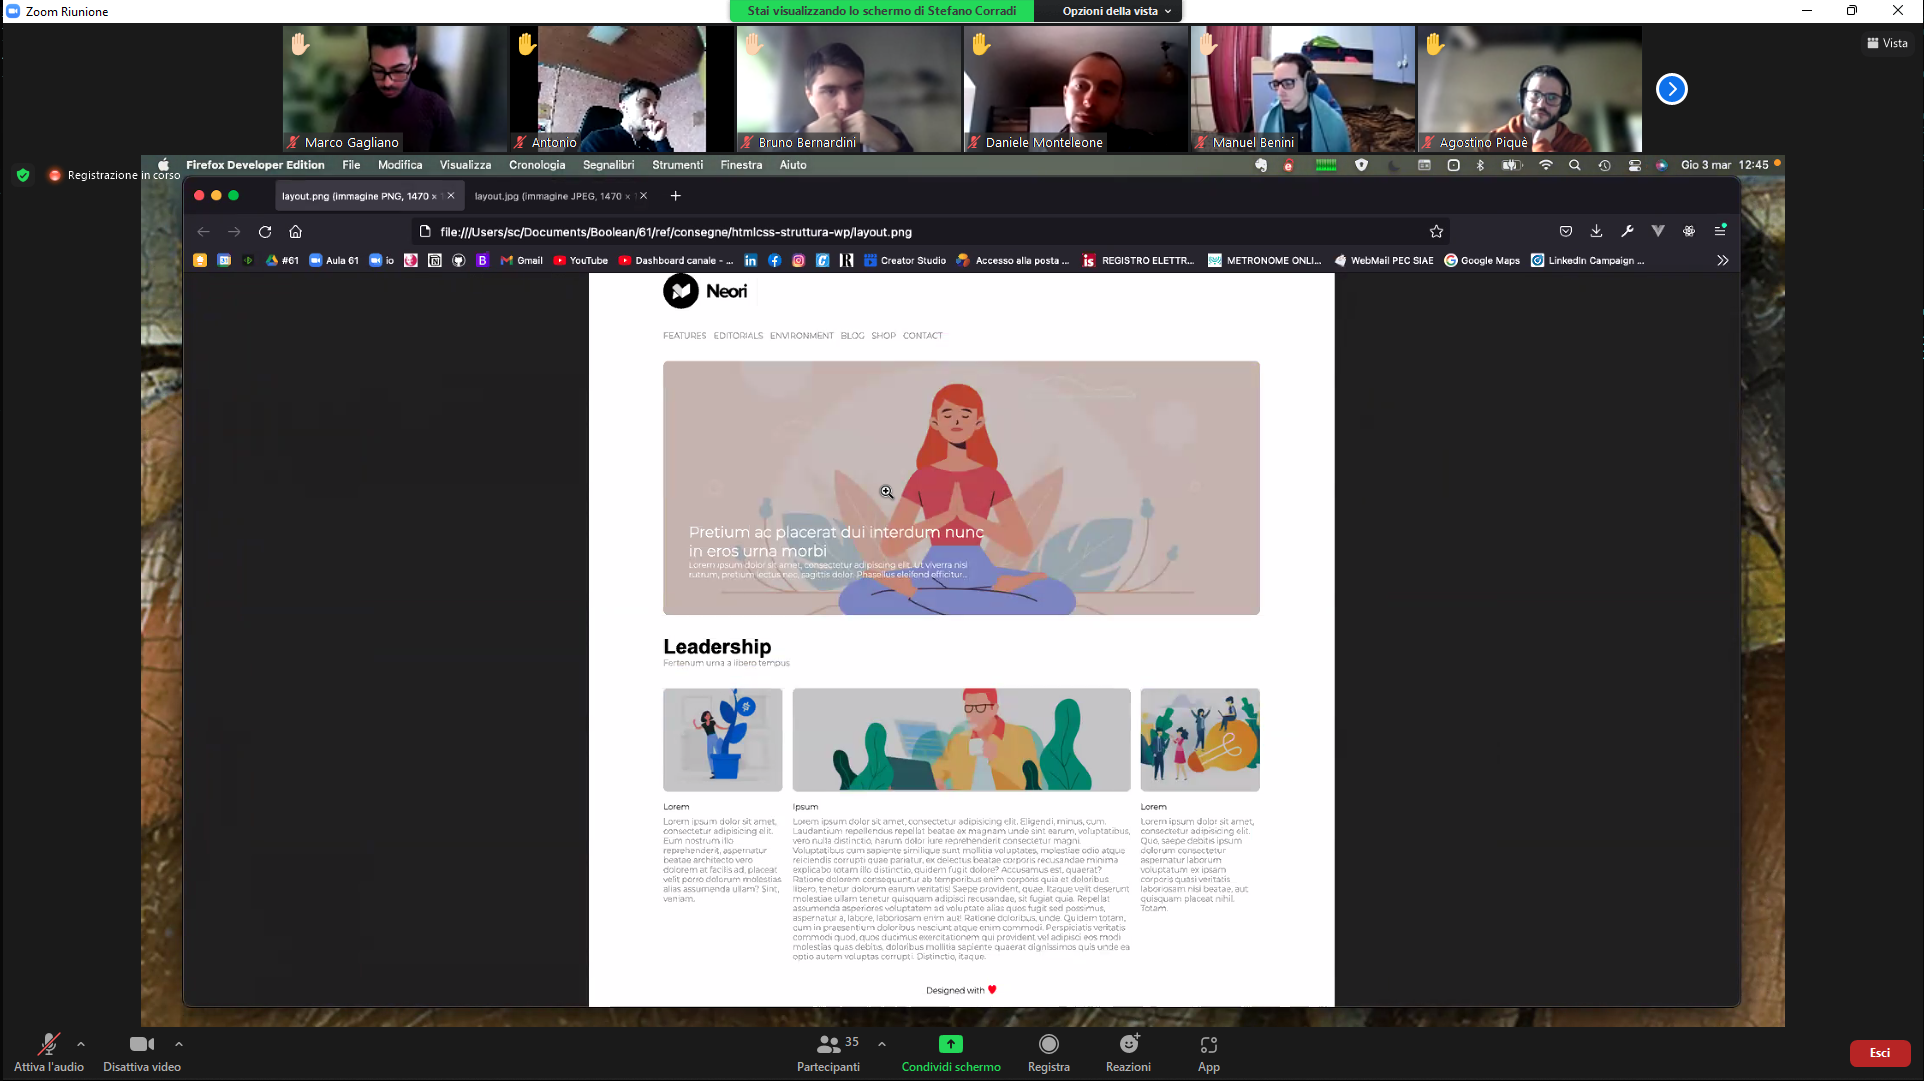 Zoom Riunione
Stai visualizzando lo schermo di Stefano Corradi
Opzioni della vista
Vista
Marco Gagliano
Antonio
Bruno Bernardini
Daniele Monteleone
Manuel Benini
Agostino Piquè
Registrazione in corso
Firefox Developer Edition File Modifica Visualizza Cronologia Segnalibri Strumenti Finestra Aiuto
Gio 3 mar 12:45
layout.png (immagine PNG, 1470 ×
layout.jpg (immagine JPEG, 1470 ×
file:///Users/sc/Documents/Boolean/61/ref/consegne/htmlcss-struttura-wp/layout.png
#61 Aula 61 io Gmail YouTube Dashboard canale - ... Creator Studio Accesso alla posta ... REGISTRO ELETTR... METRONOME ONLI... WebMail PEC SIAE Google Maps LinkedIn Campaign ...
Neori
FEATURES EDITORIALS ENVIRONMENT BLOG SHOP CONTACT
Pretium ac placerat dui interdum nunc
in eros urna morbi
Lorem ipsum dolor sit amet, consectetur adipiscing elit. Ut viverra nisl
rutrum, pretium lectus nec, sagittis dolor. Phasellus eleifend efficitur...
Leadership
Fertenum urna a libero tempus
Lorem
Lorem ipsum dolor sit amet,
consectetur adipisicing elit.
Eum nostrum illo
reprehenderit, aspernatur
beatae architecto vero
dolorem at facilis ad, placeat
velit porro dolorum molestias
alias assumenda ullam? Sint,
veniam.
Ipsum
Lorem ipsum dolor sit amet, consectetur adipisicing elit. Eligendi, minus, cum.
Laudantium repellendus repellat beatae ex magnam unde sint earum, voluptatibus,
vero nulla distinctio, harum dolor iure reprehenderit consectetur magni.
Voluptatibus cum sapiente similique sunt mollitia voluptates, molestiae odio atque
reiciendis corrupti quae pariatur, ex delectus beatae corporis recusandae minima
explicabo totam illo distinctio, quidem fugit dolore? Accusamus est, quaerat?
Ratione dolorem consequuntur ab temporibus enim corporis quia et doloribus
libero, tenetur dolorum earum veritatis! Saepe provident, quae. Itaque velit deserunt
molestiae ullam tenetur quisquam adipisci recusandae, sit fugiat quia. Repellat
assumenda asperiores voluptatem ad voluptate alias quos fugit sed possimus,
aspernatur a, labore, laboriosam enim aut! Ratione doloribus, unde. Quidem totam,
cum in praesentium doloribus nesciunt atque enim commodi. Perspiciatis veritatis
commodi quod, quos ducimus exercitationem qui provident vel adipisci eos modi
molestias quas debitis, doloribus mollitia sapiente quaerat dignissimos quis unde ea
optio autem voluptas corrupti. Distinctio, itaque.
Lorem
Lorem ipsum dolor sit amet,
consectetur adipisicing elit.
Quo, saepe debitis ipsum
dolorum consectetur
aspernatur laborum
voluptatum ex ipsam
corporis quasi veritatis
laboriosam nisi beatae, aut
quisquam placeat nihil.
Totam.
Designed with
Attiva l'audio
Disattiva video
Partecipanti
35
Condividi schermo
Registra
Reazioni
App
Esci